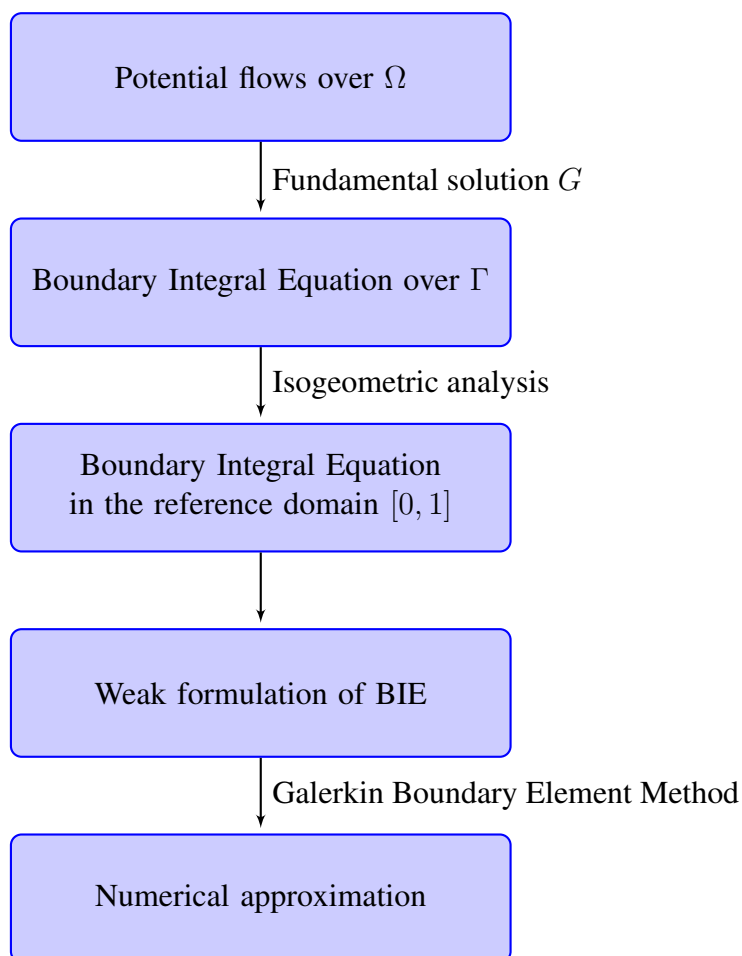 Potential flows over Ω
Fundamental solution G
Boundary Integral Equation over Γ
Isogeometric analysis
Boundary Integral Equation
in the reference domain [0, 1]
Weak formulation of BIE
Galerkin Boundary Element Method
Numerical approximation